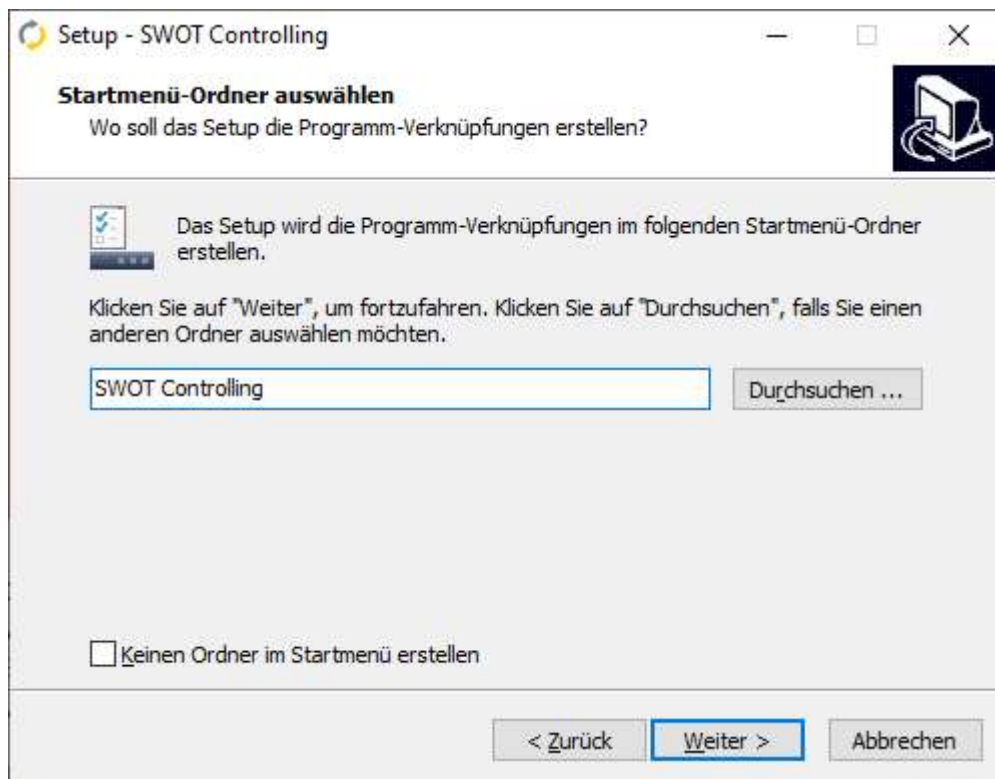 Setup - SWOT Controlling
Startmenü-Ordner auswählen
Wo soll das Setup die Programm-Verknüpfungen erstellen?
Das Setup wird die Programm-Verknüpfungen im folgenden Startmenü-Ordner
erstellen.
Klicken Sie auf "Weiter", um fortzufahren. Klicken Sie auf "Durchsuchen", falls Sie einen
anderen Ordner auswählen möchten.
SWOT Controlling
Durchsuchen ...
Keinen Ordner im Startmenü erstellen
< Zurück
Weiter >
Abbrechen